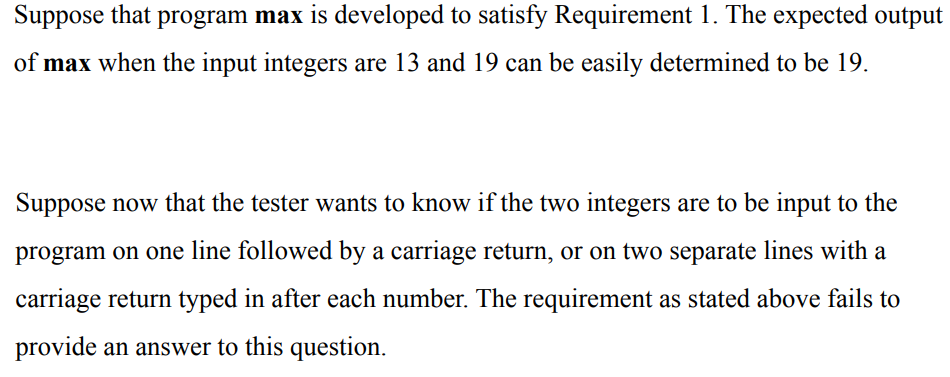 Suppose that program max is developed to satisfy Requirement 1. The expected output
of max when the input integers are 13 and 19 can be easily determined to be 19.
Suppose now that the tester wants to know if the two integers are to be input to the
program on one line followed by a carriage return, or on two separate lines with a
carriage return typed in after each number. The requirement as stated above fails to
provide an answer to this question.